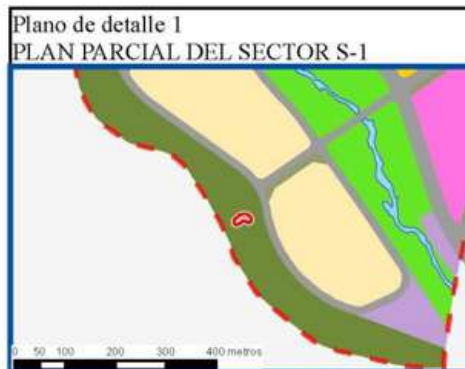 Plano de detalle 1
PLAN PARCIAL DEL SECTOR S-1
0 50 100 200 300 400 metros